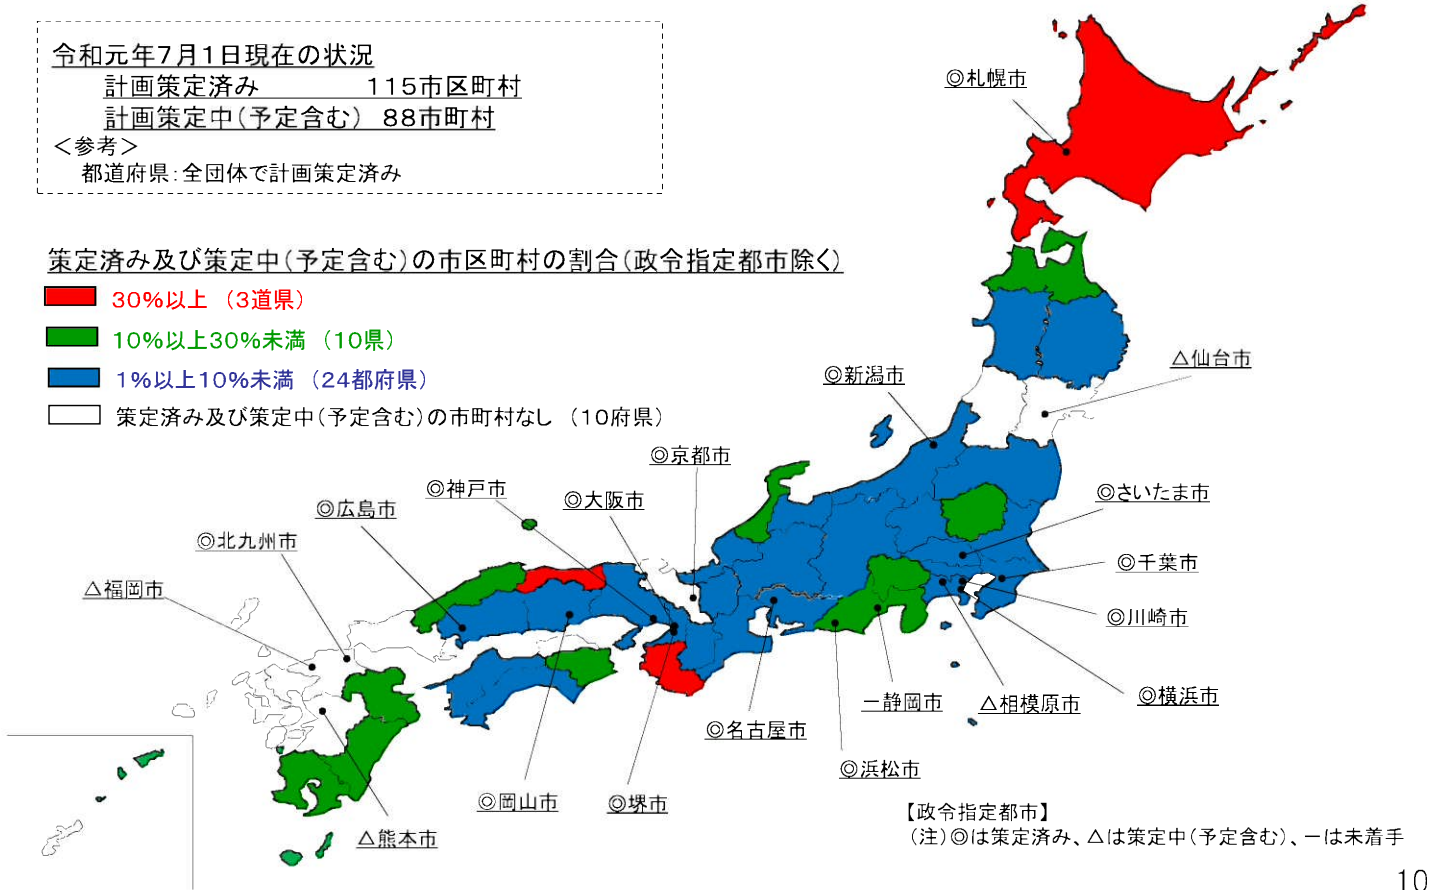 令和元年7月1日現在の状況
計画策定済み 115市区町村
計画策定中(予定含む) 88市町村
<参考>
都道府県:全団体で計画策定済み
策定済み及び策定中(予定含む)の市区町村の割合(政令指定都市除く)
30%以上 (3道県)
10%以上30%未満 (10県)
1%以上10%未満 (24都府県)
策定済み及び策定中(予定含む)の市町村なし (10府県)
◎札幌市
△仙台市
◎新潟市
◎京都市
◎神戸市
◎大阪市
◎広島市
◎さいたま市
◎北九州市
◎千葉市
△福岡市
◎川崎市
◎横浜市
△相模原市
ー静岡市
◎名古屋市
◎浜松市
◎岡山市
◎堺市
△熊本市
【政令指定都市】
(注)◎は策定済み、△は策定中(予定含む)、ーは未着手
10